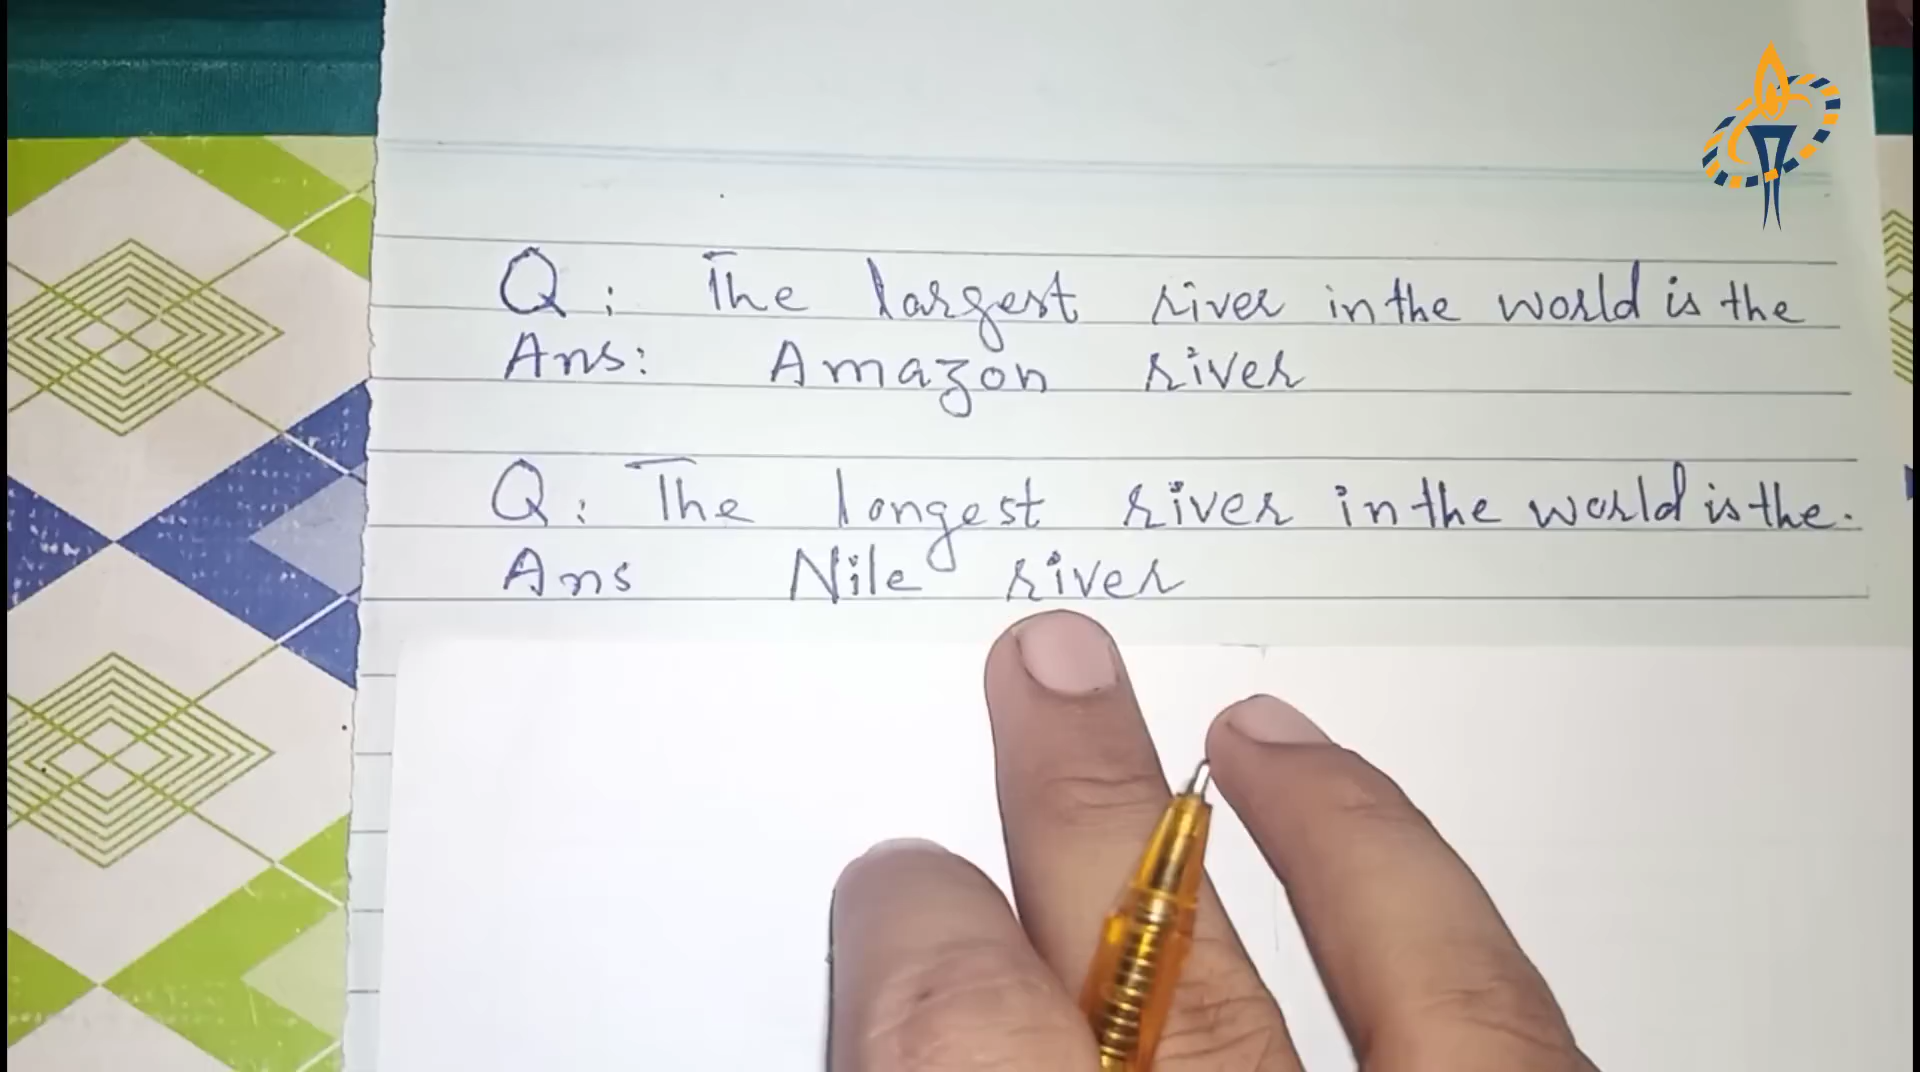 Q: The largest river in the world is the
Ans: Amazon river
Q: The longest river in the world is the.
Ans Nile river